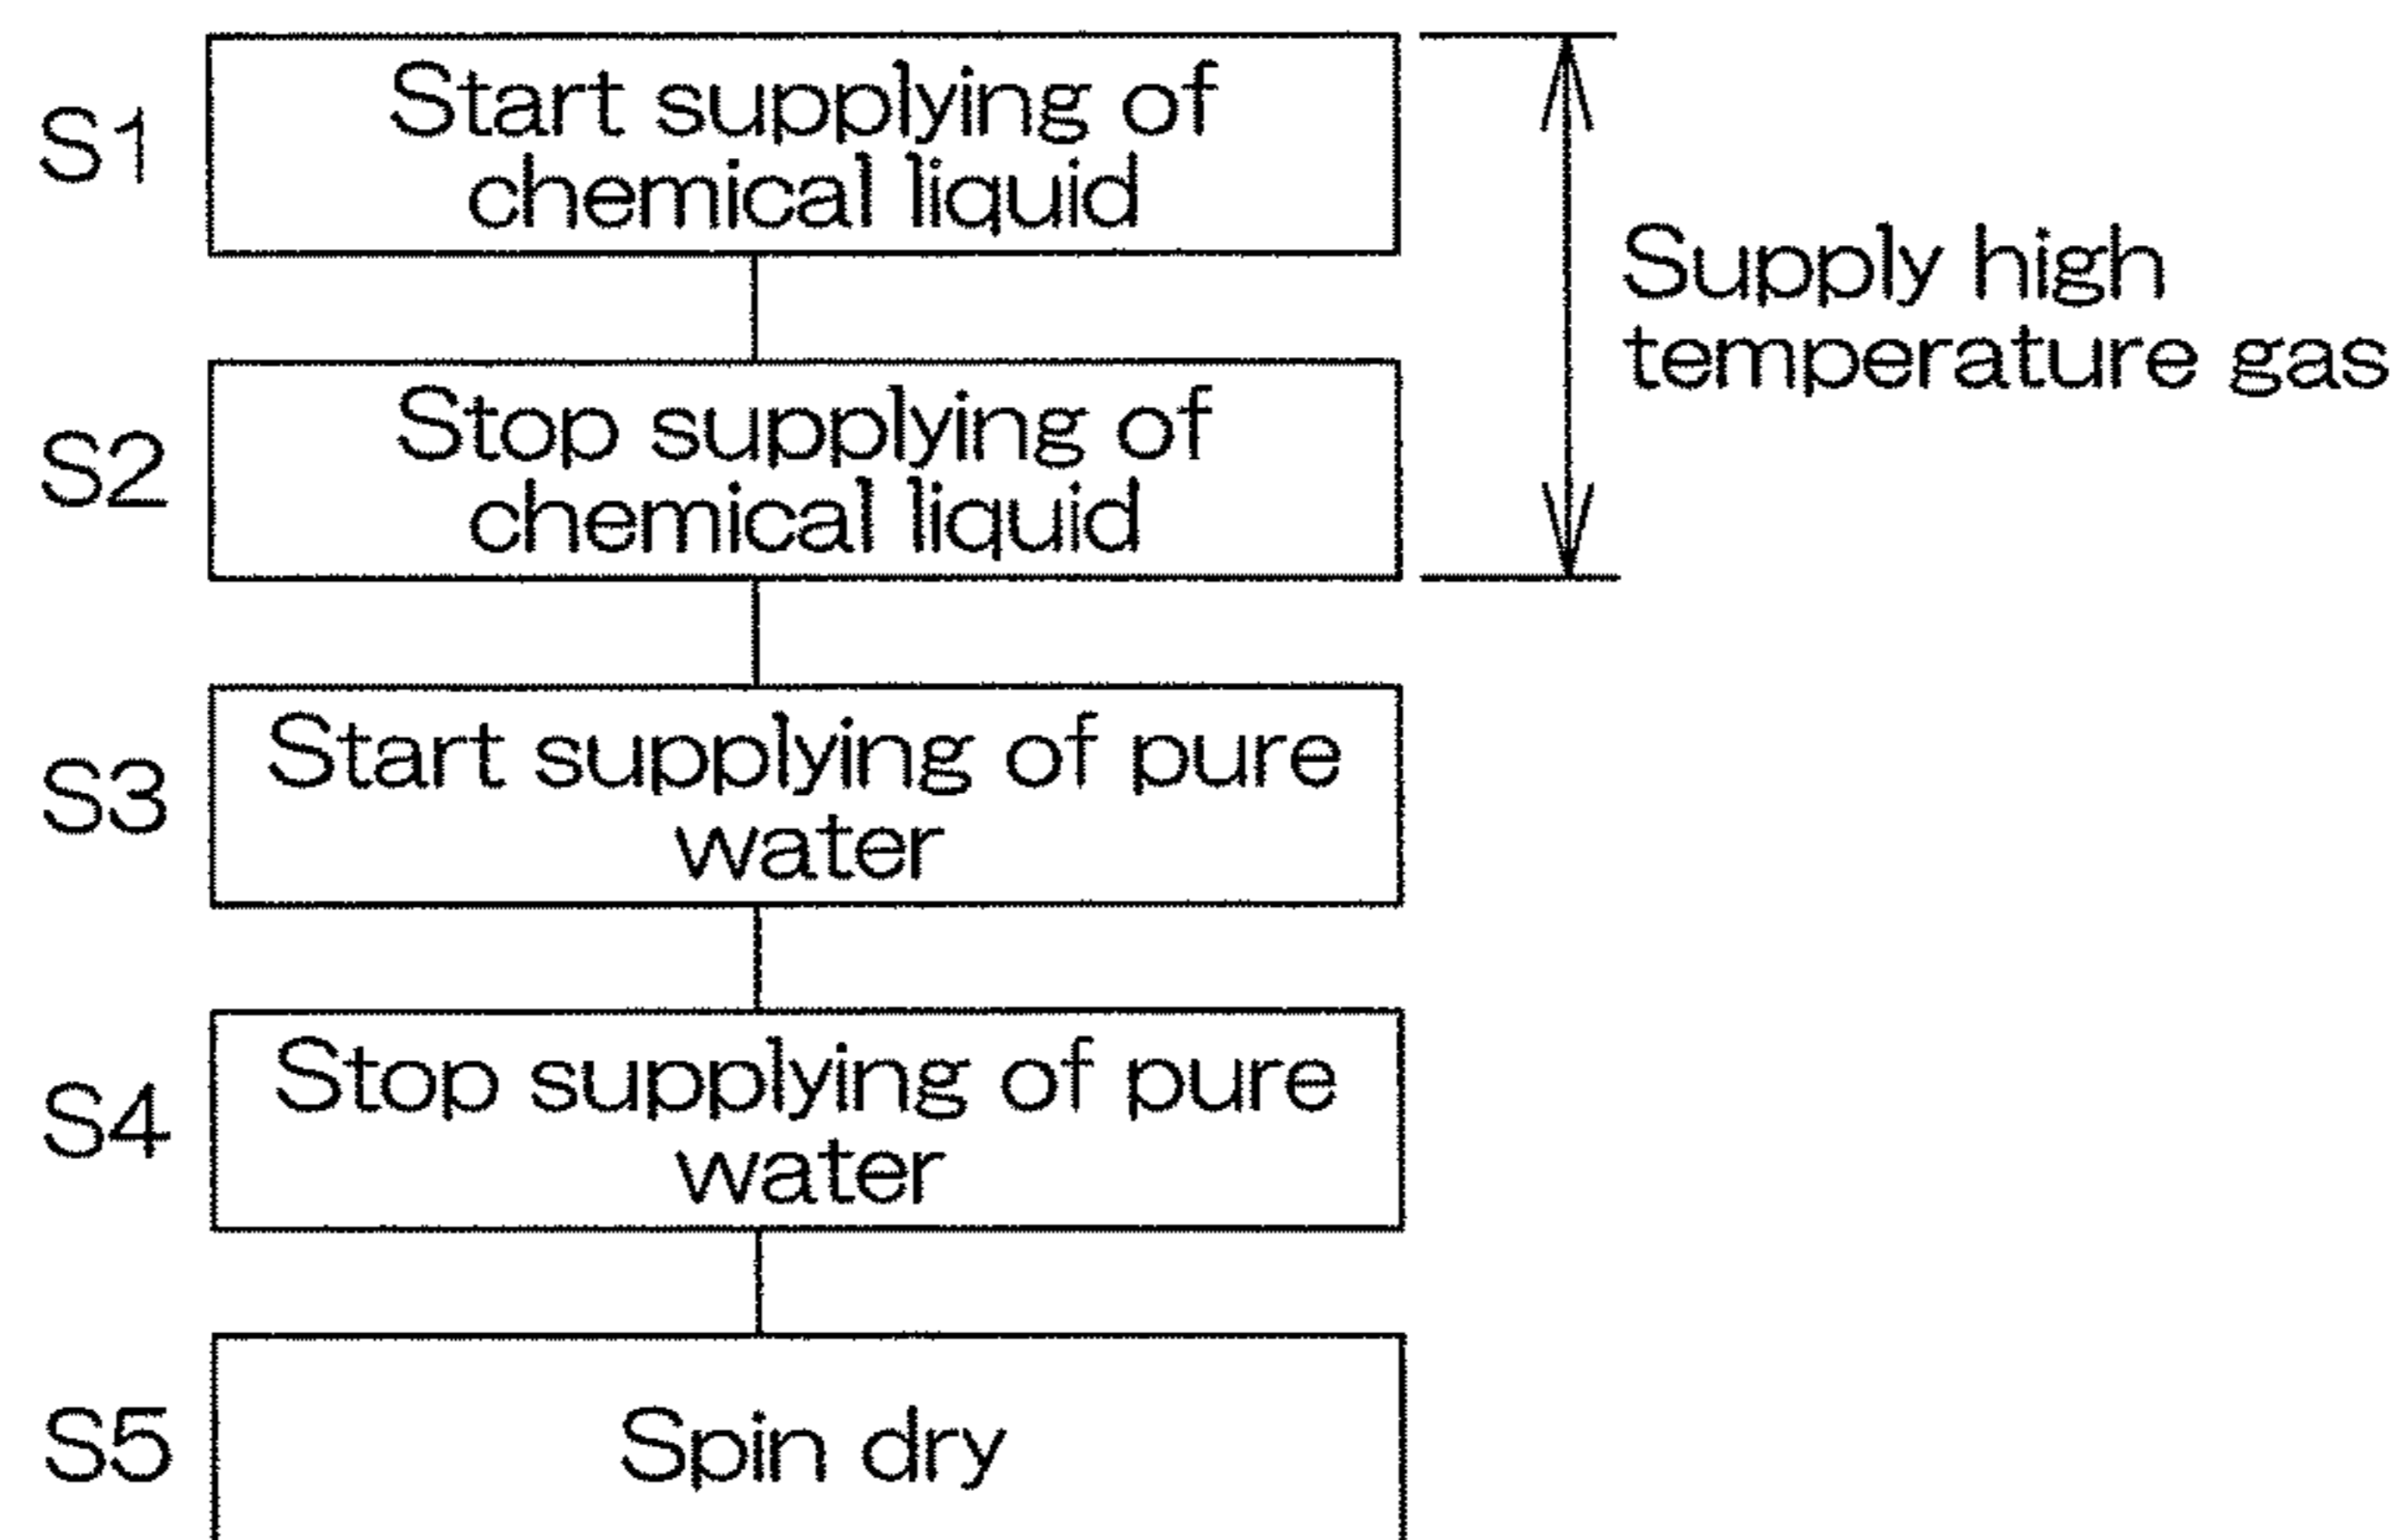 S1
Start supplying of
chemical liquid
Supply high
temperature gas
S2
Stop supplying of
chemical liquid
S3
Start supplying of pure
water
S4
Stop supplying of pure
water
S5
Spin dry